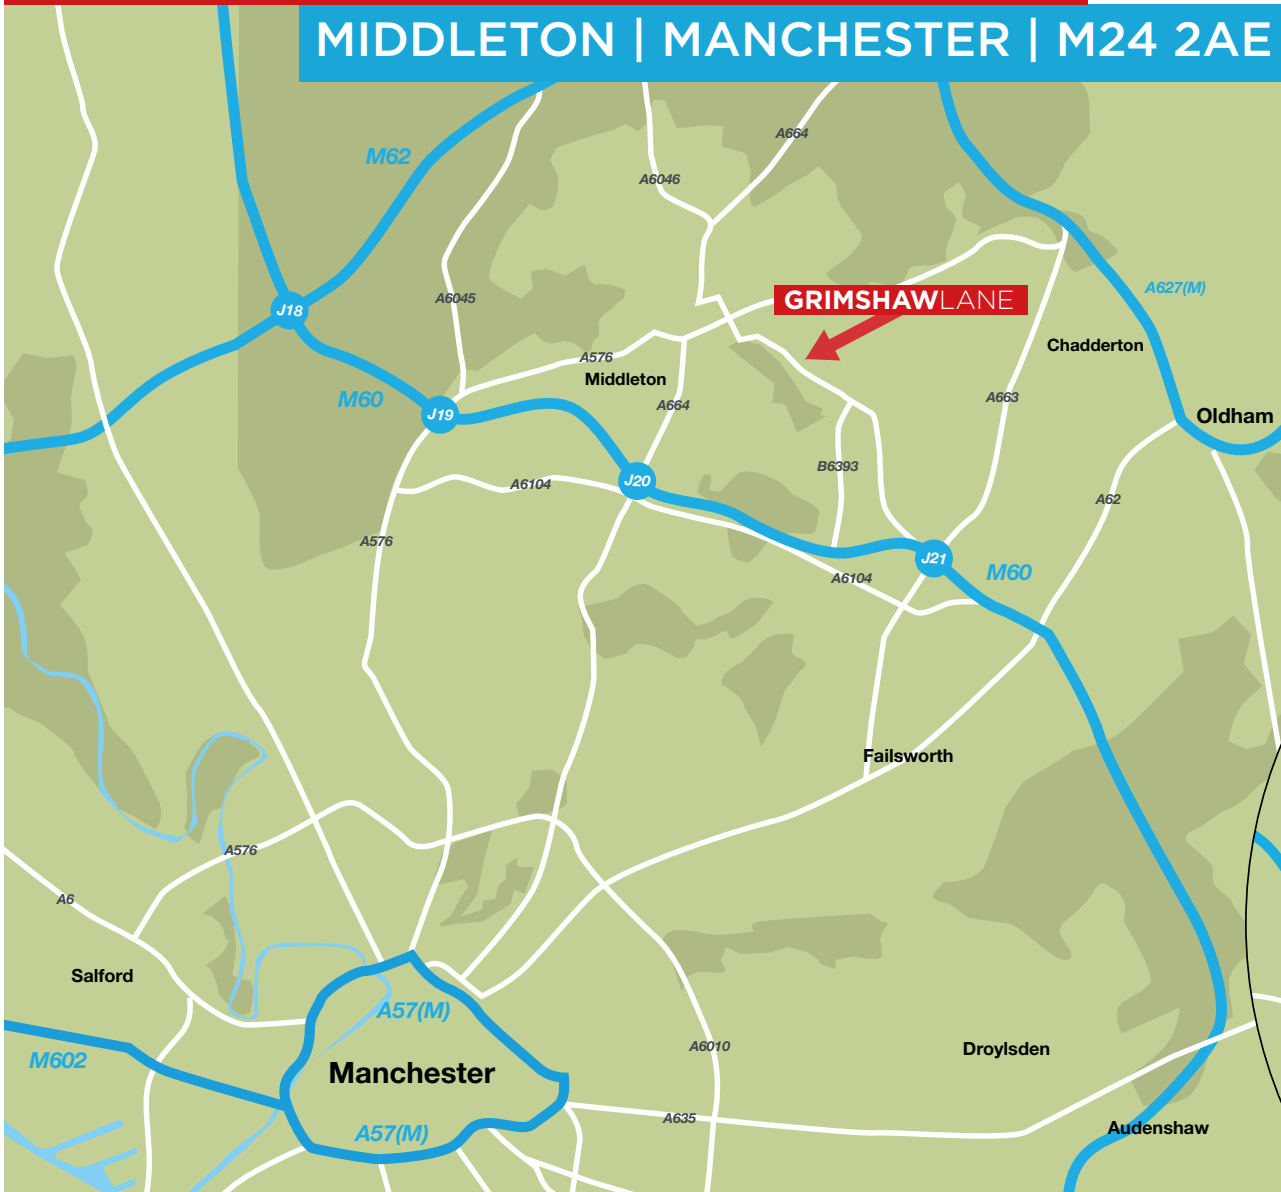 MIDDLETON | MANCHESTER | M24 2AE
A664
M62
A6046
A627(M)
A6045
GRIMSHAWLANE
J18
Chadderton
A576
Middleton
M60
A663
A664
J19
Oldham
B6393
J20
A6104
A62
A576
J21
M60
A6104
Failsworth
A576
A6
Salford
A57(M)
A6010
Droylsden
M602
Manchester
A635
Audenshaw
A57(M)